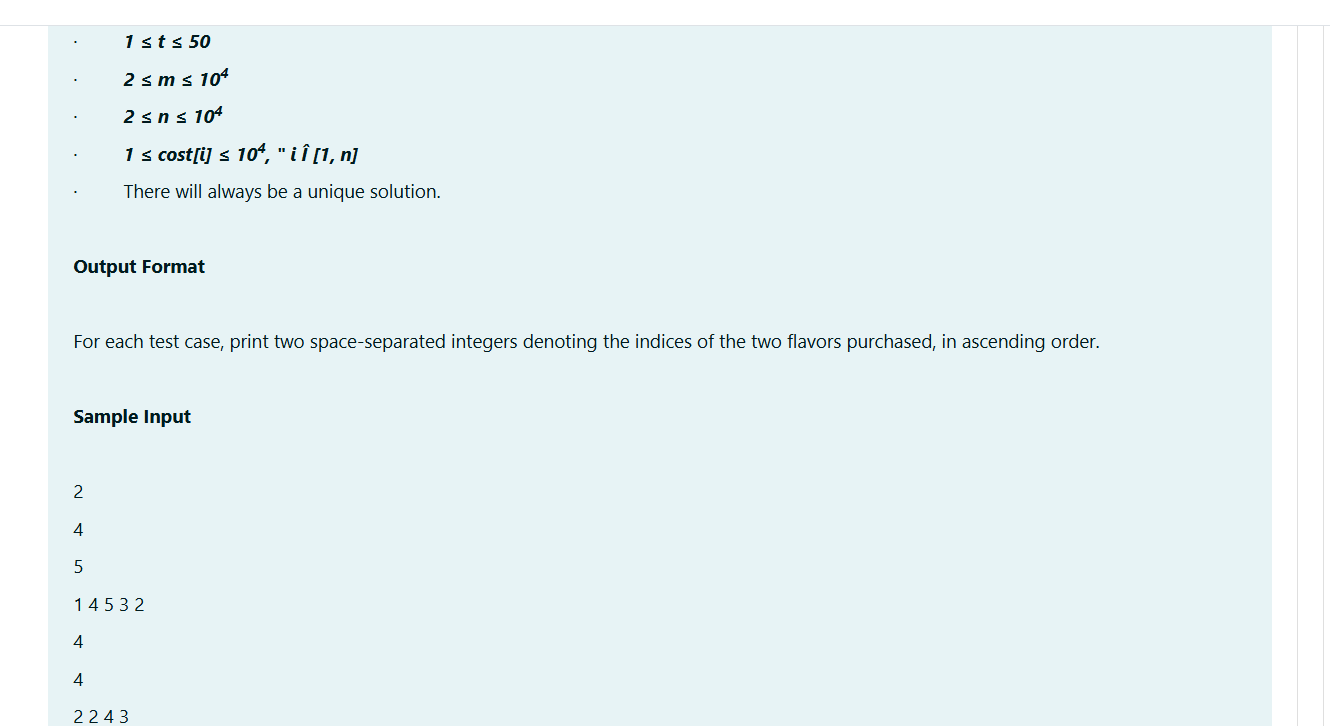 · 1 ≤ t ≤ 50
· 2 ≤ m ≤ 10⁴
· 2 ≤ n ≤ 10⁴
· 1 ≤ cost[i] ≤ 10⁴, " i Î [1, n]
· There will always be a unique solution.
Output Format
For each test case, print two space-separated integers denoting the indices of the two flavors purchased, in ascending order.
Sample Input
2
4
5
1 4 5 3 2
4
4
2 2 4 3